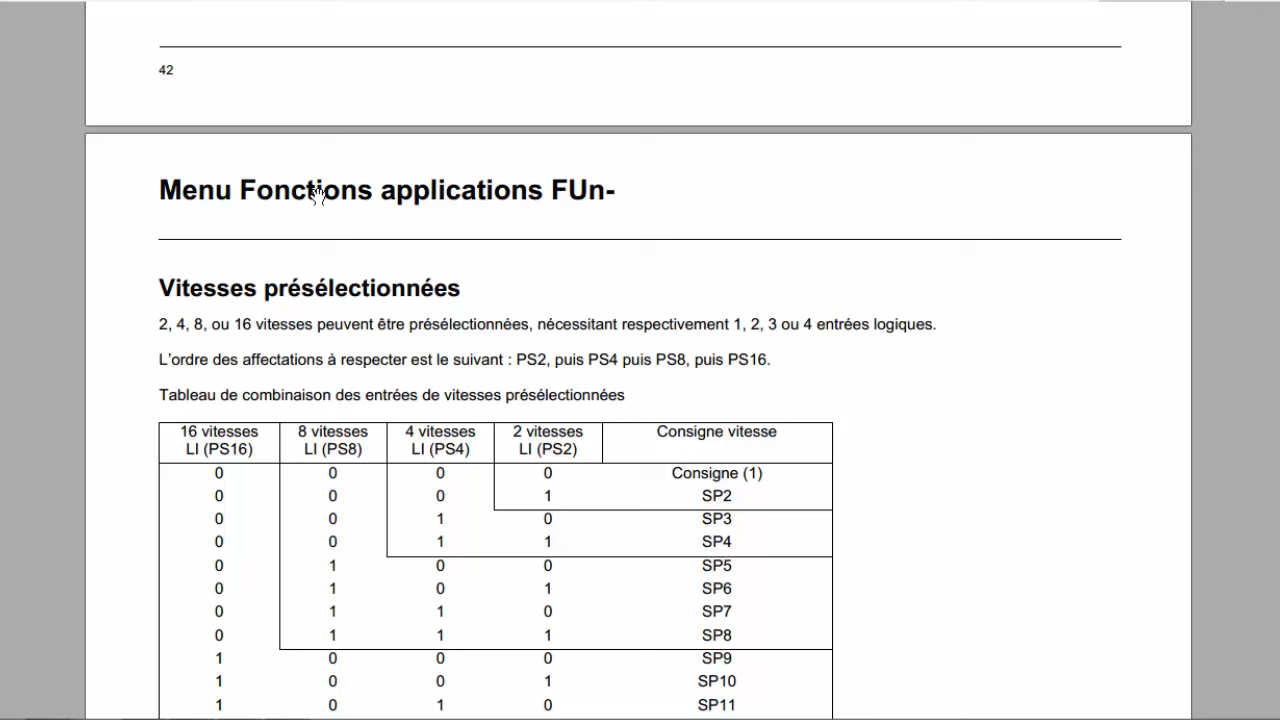 42
Menu Fonctions applications FUn-
Vitesses présélectionnées
2, 4, 8, ou 16 vitesses peuvent être présélectionnées, nécessitant respectivement 1, 2, 3 ou 4 entrées logiques.
L'ordre des affectations à respecter est le suivant : PS2, puis PS4 puis PS8, puis PS16.
Tableau de combinaison des entrées de vitesses présélectionnées
16 vitesses 8 vitesses 4 vitesses 2 vitesses Consigne vitesse
LI (PS16) LI (PS8) LI (PS4) LI (PS2)
0 0 0 0 Consigne (1)
0 0 0 1 SP2
0 0 1 0 SP3
0 0 1 1 SP4
0 1 0 0 SP5
0 1 0 1 SP6
0 1 1 0 SP7
0 1 1 1 SP8
1 0 0 0 SP9
1 0 0 1 SP10
1 0 1 0 SP11